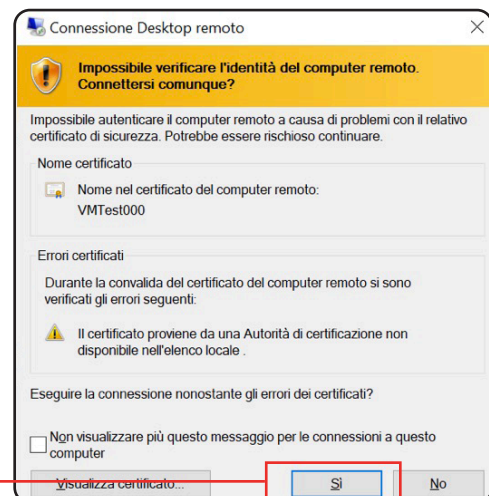 Connessione Desktop remoto
Impossibile verificare l'identità del computer remoto.
Connettersi comunque?
Impossibile autenticare il computer remoto a causa di problemi con il relativo
certificato di sicurezza. Potrebbe essere rischioso continuare.
Nome certificato
Nome nel certificato del computer remoto:
VMTest000
Errori certificati
Durante la convalida del certificato del computer remoto si sono
verificati gli errori seguenti:
Il certificato proviene da una Autorità di certificazione non
disponibile nell'elenco locale .
Eseguire la connessione nonostante gli errori dei certificati?
Non visualizzare più questo messaggio per le connessioni a questo
computer
Visualizza certificato...
Sì
No